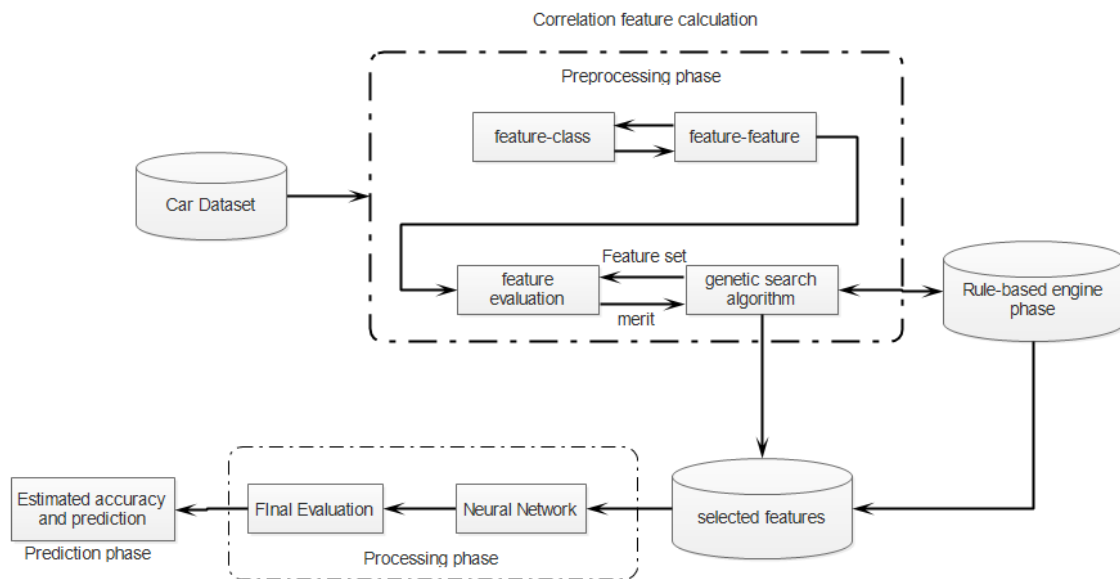 Correlation feature calculation
Preprocessing phase
feature-class
feature-feature
Car Dataset
Feature set
feature
evaluation
merit
genetic search
algorithm
Rule-based engine
phase
Estimated accuracy
and prediction
Prediction phase
FInal Evaluation
Neural Network
Processing phase
selected features